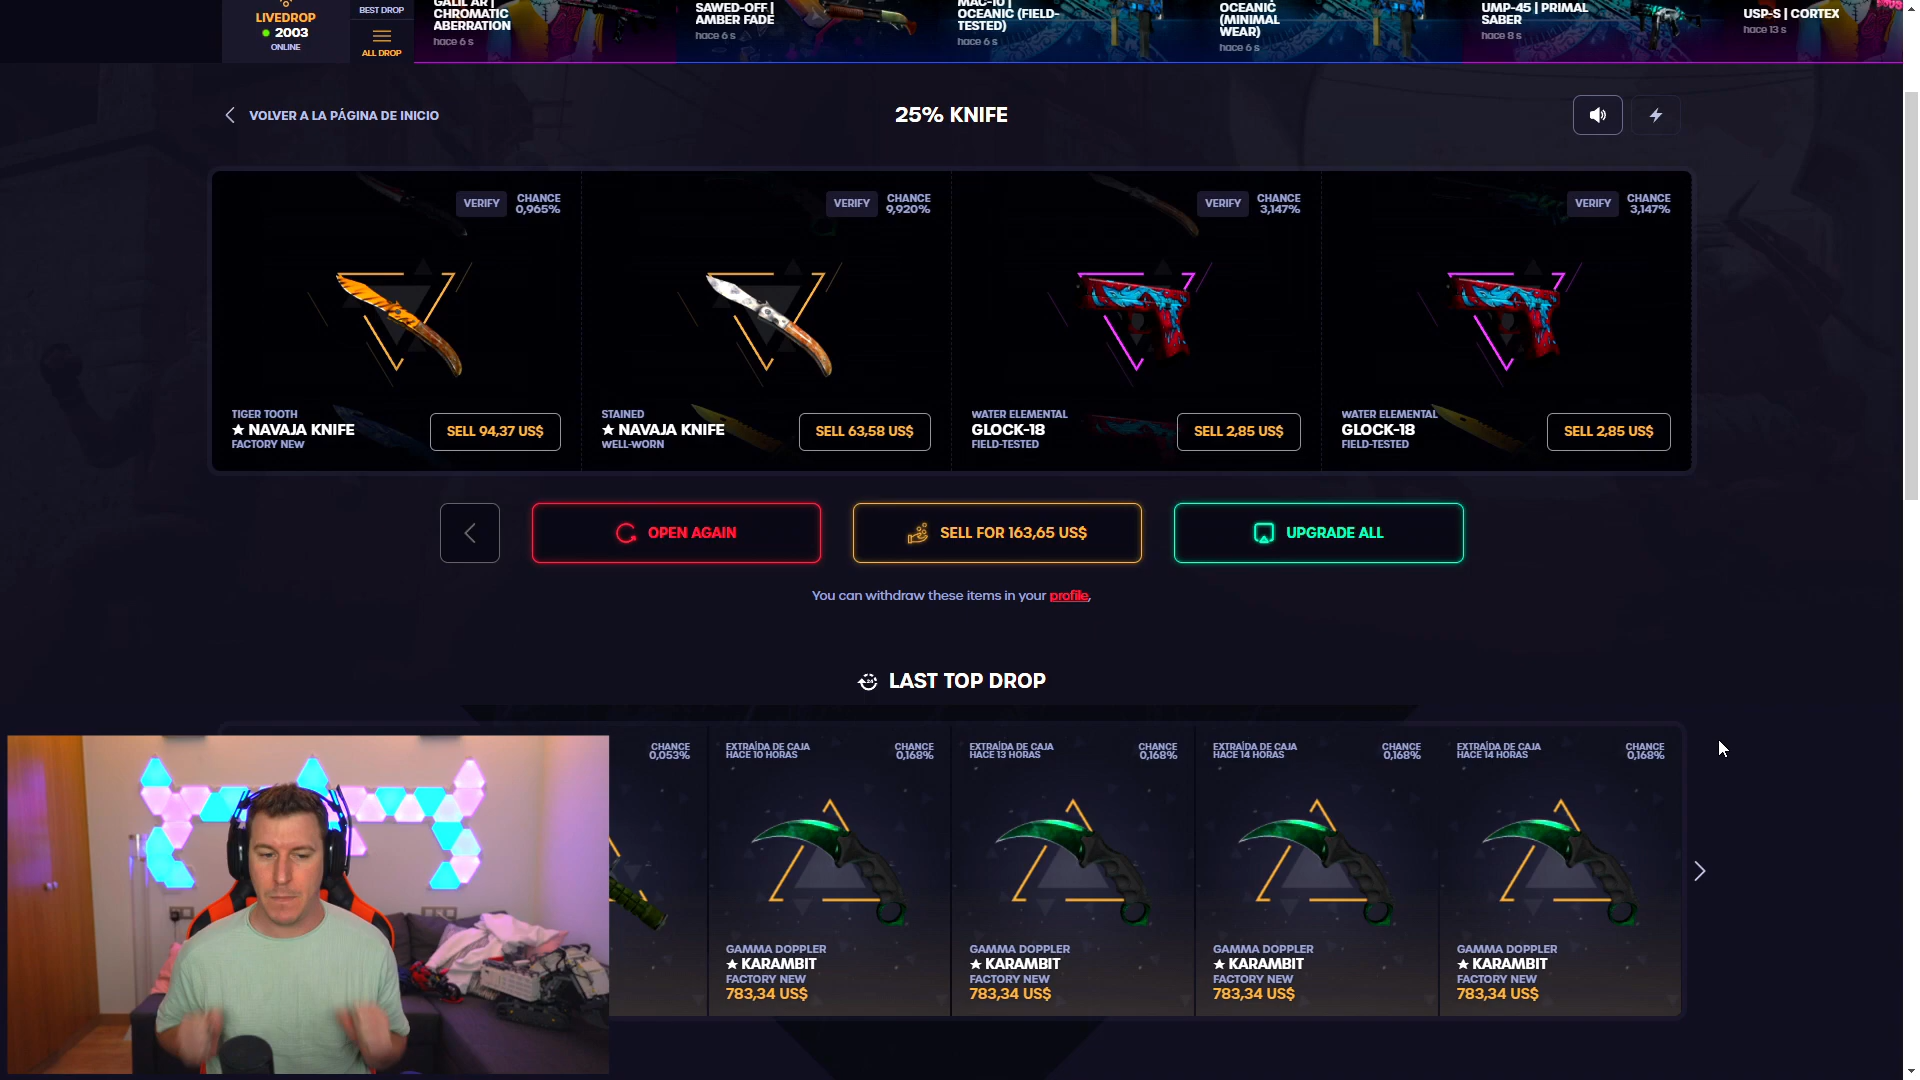 LIVEDROP
2003
ONLINE
BEST DROP
ALL DROP
GALIL AR |
CHROMATIC
ABERRATION
hace 6 s
SAWED-OFF |
AMBER FADE
hace 6 s
MAC-10 |
OCEANIC (FIELD-
TESTED)
hace 6 s
OCEANIC
(MINIMAL
WEAR)
hace 6 s
UMP-45 | PRIMAL
SABER
hace 8 s
USP-S | CORTEX
hace 13 s
VOLVER A LA PÁGINA DE INICIO
25% KNIFE
VERIFY
CHANCE
0,965%
TIGER TOOTH
★ NAVAJA KNIFE
FACTORY NEW
SELL 94,37 US$
VERIFY
CHANCE
9,920%
STAINED
★ NAVAJA KNIFE
WELL-WORN
SELL 63,58 US$
VERIFY
CHANCE
3,147%
WATER ELEMENTAL
GLOCK-18
FIELD-TESTED
SELL 2,85 US$
VERIFY
CHANCE
3,147%
WATER ELEMENTAL
GLOCK-18
FIELD-TESTED
SELL 2,85 US$
OPEN AGAIN
SELL FOR 163,65 US$
UPGRADE ALL
You can withdraw these items in your profile.
LAST TOP DROP
CHANCE
0,053%
EXTRAÍDA DE CAJA
HACE 10 HORAS
CHANCE
0,168%
GAMMA DOPPLER
★ KARAMBIT
FACTORY NEW
783,34 US$
EXTRAÍDA DE CAJA
HACE 13 HORAS
CHANCE
0,168%
GAMMA DOPPLER
★ KARAMBIT
FACTORY NEW
783,34 US$
EXTRAÍDA DE CAJA
HACE 14 HORAS
CHANCE
0,168%
GAMMA DOPPLER
★ KARAMBIT
FACTORY NEW
783,34 US$
EXTRAÍDA DE CAJA
HACE 14 HORAS
CHANCE
0,168%
GAMMA DOPPLER
★ KARAMBIT
FACTORY NEW
783,34 US$